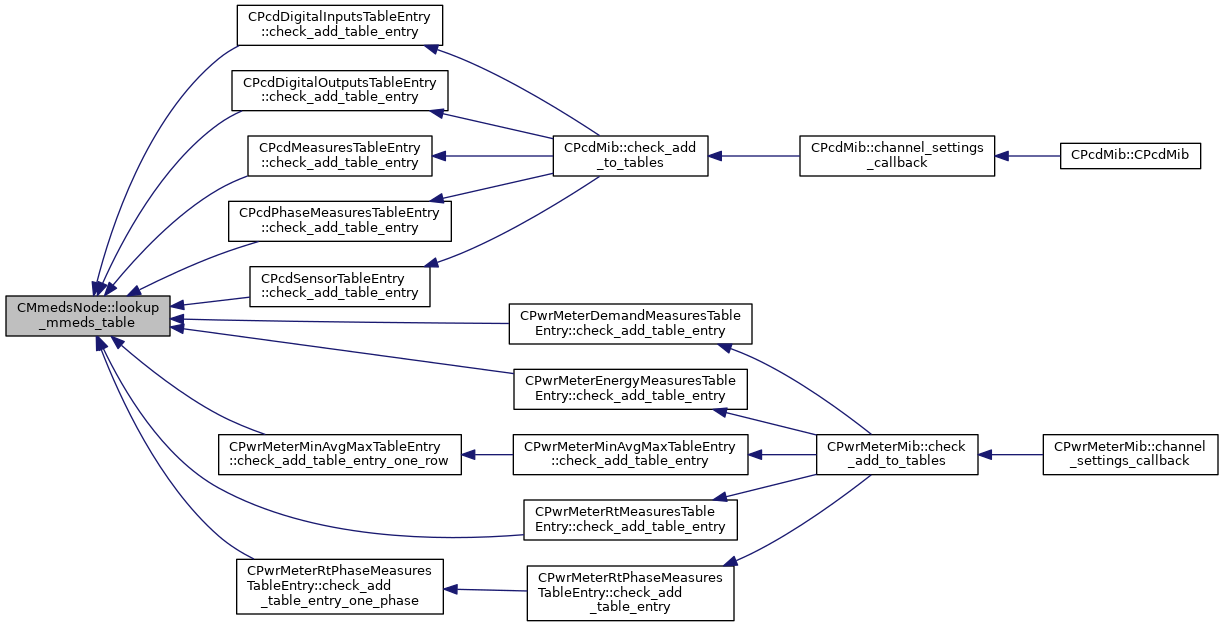 CPcdDigitalInputsTableEntry
::check_add_table_entry
CPcdDigitalOutputsTableEntry
::check_add_table_entry
CPcdMeasuresTableEntry
::check_add_table_entry
CPcdMib::check_add
_to_tables
CPcdMib::channel_settings
_callback
CPcdMib::CPcdMib
CPcdPhaseMeasuresTableEntry
::check_add_table_entry
CPcdSensorTableEntry
::check_add_table_entry
CMmedsNode::lookup
_mmeds_table
CPwrMeterDemandMeasuresTable
Entry::check_add_table_entry
CPwrMeterEnergyMeasuresTable
Entry::check_add_table_entry
CPwrMeterMinAvgMaxTableEntry
::check_add_table_entry_one_row
CPwrMeterMinAvgMaxTableEntry
::check_add_table_entry
CPwrMeterMib::check
_add_to_tables
CPwrMeterMib::channel
_settings_callback
CPwrMeterRtMeasuresTable
Entry::check_add_table_entry
CPwrMeterRtPhaseMeasures
TableEntry::check_add
_table_entry_one_phase
CPwrMeterRtPhaseMeasures
TableEntry::check_add
_table_entry